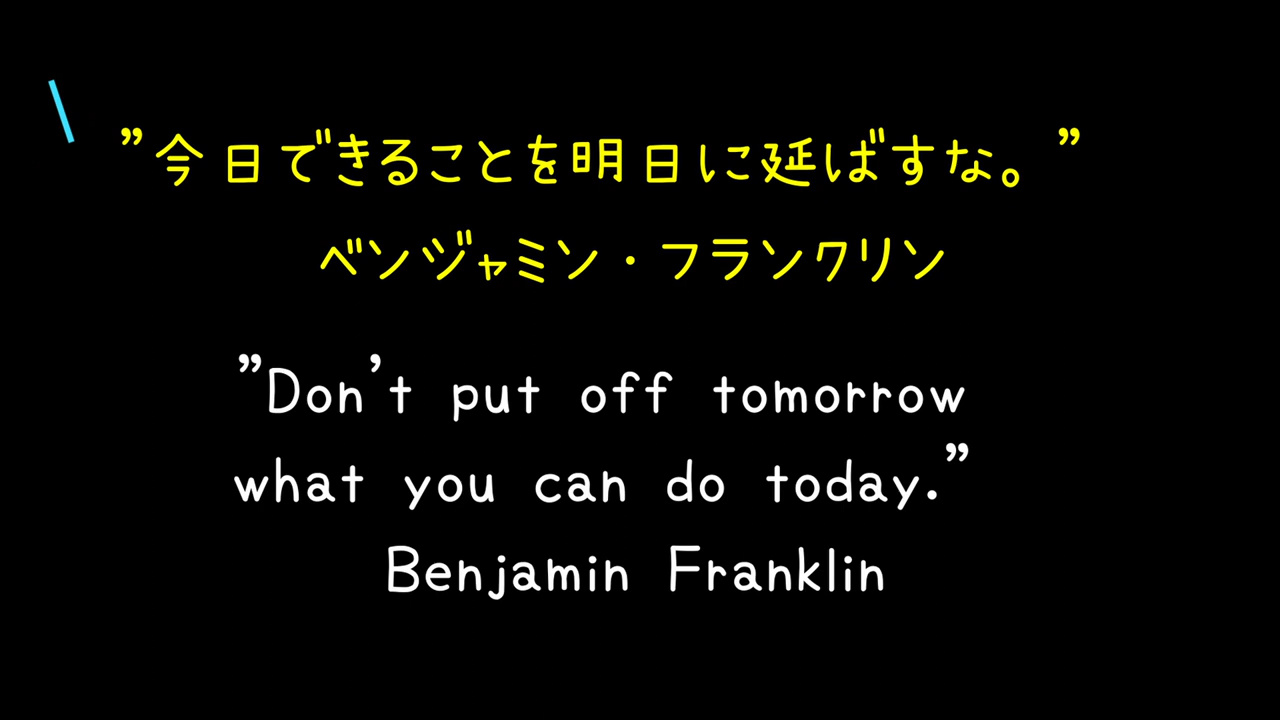 ”今日できることを明日に延ばすな。”
ベンジャミン・フランクリン
”Don’t put off tomorrow
what you can do today.”
Benjamin Franklin